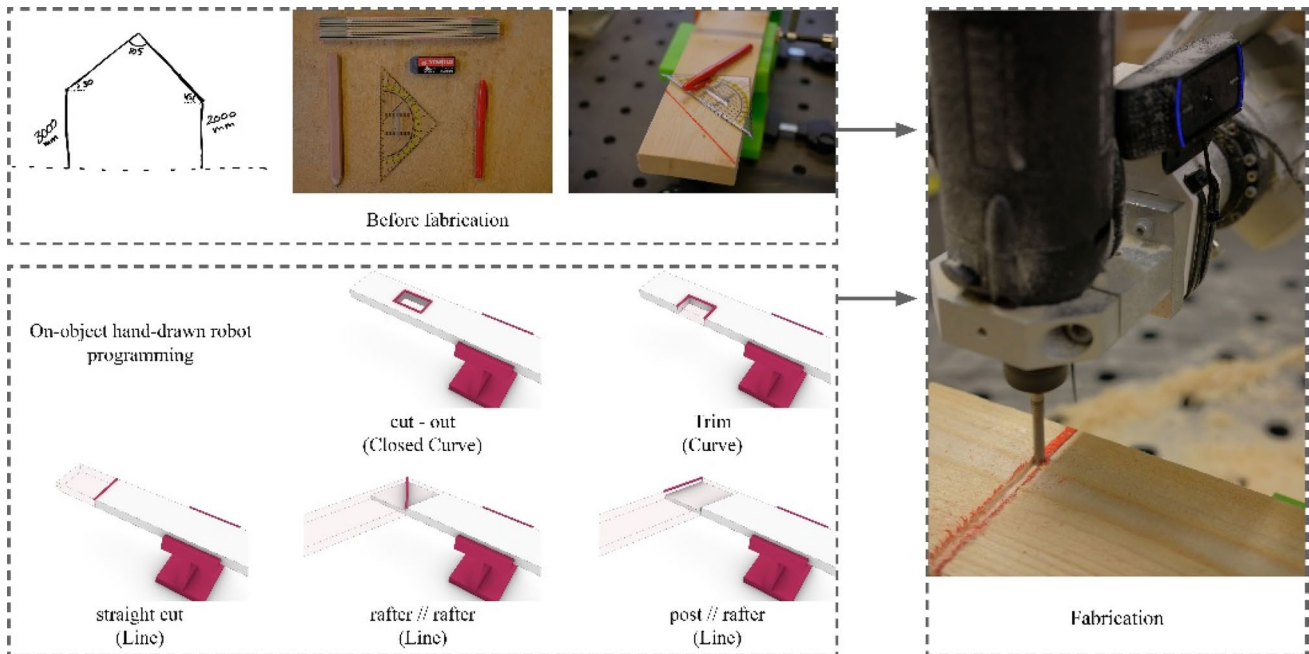 105
230
45°
3000
mm
2000
mm
Before fabrication
On-object hand-drawn robot
programming
cut - out
(Closed Curve)
Trim
(Curve)
straight cut
(Line)
rafter // rafter
(Line)
post // rafter
(Line)
Fabrication